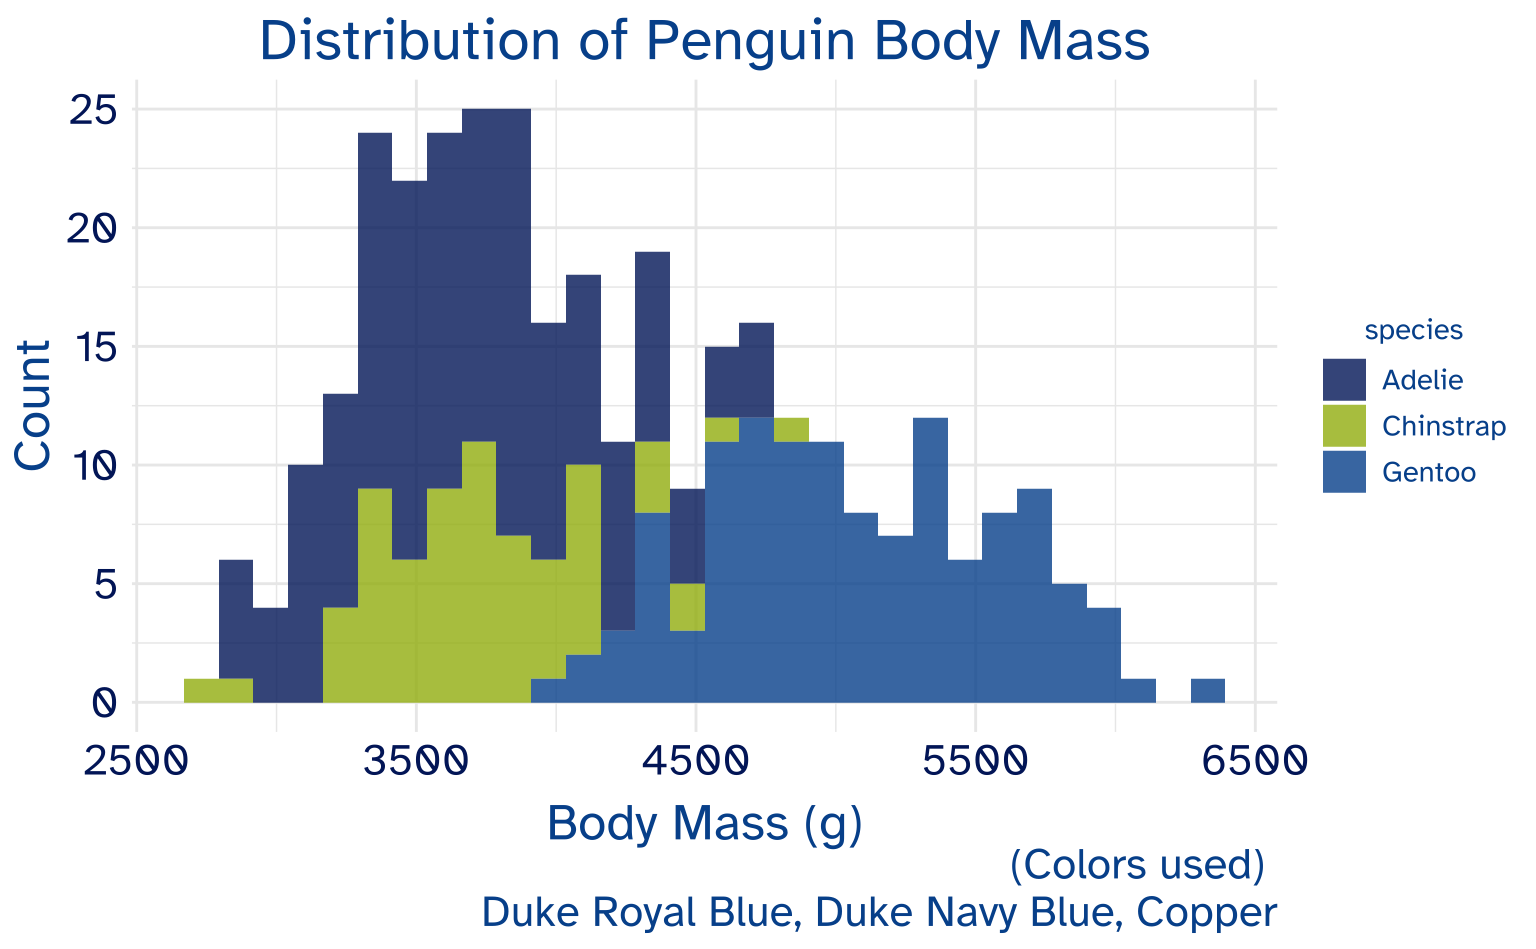 Distribution of Penguin Body Mass
Count
25
20
15
10
5
0
2500 3500 4500 5500 6500
Body Mass (g)
species
Adelie
Chinstrap
Gentoo
(Colors used)
Duke Royal Blue, Duke Navy Blue, Copper